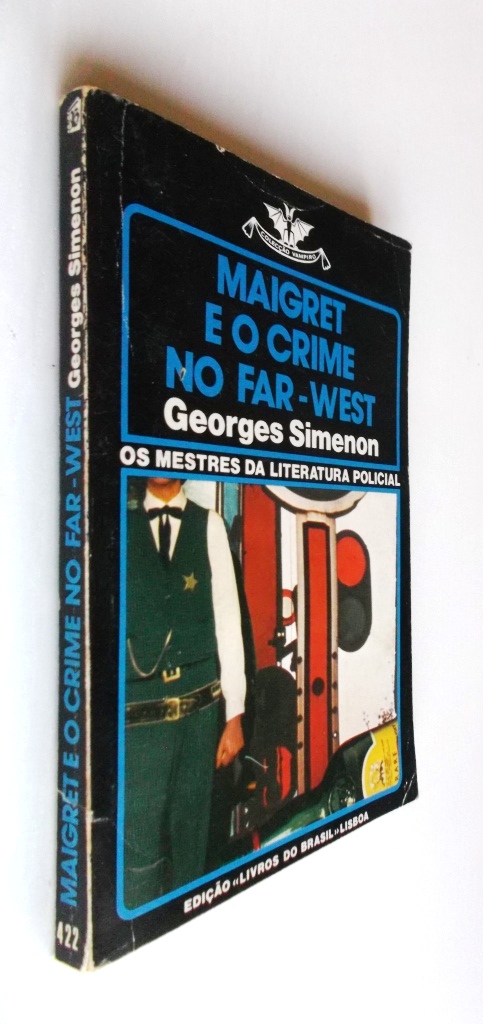 COLECÇÃO VAMPIRO
MAIGRET
E O CRIME
NO FAR-WEST
Georges Simenon
OS MESTRES DA LITERATURA POLICIAL
EDIÇÃO «LIVROS DO BRASIL» LISBOA
MAIGRET E O CRIME NO FAR-WEST Georges Simenon
422